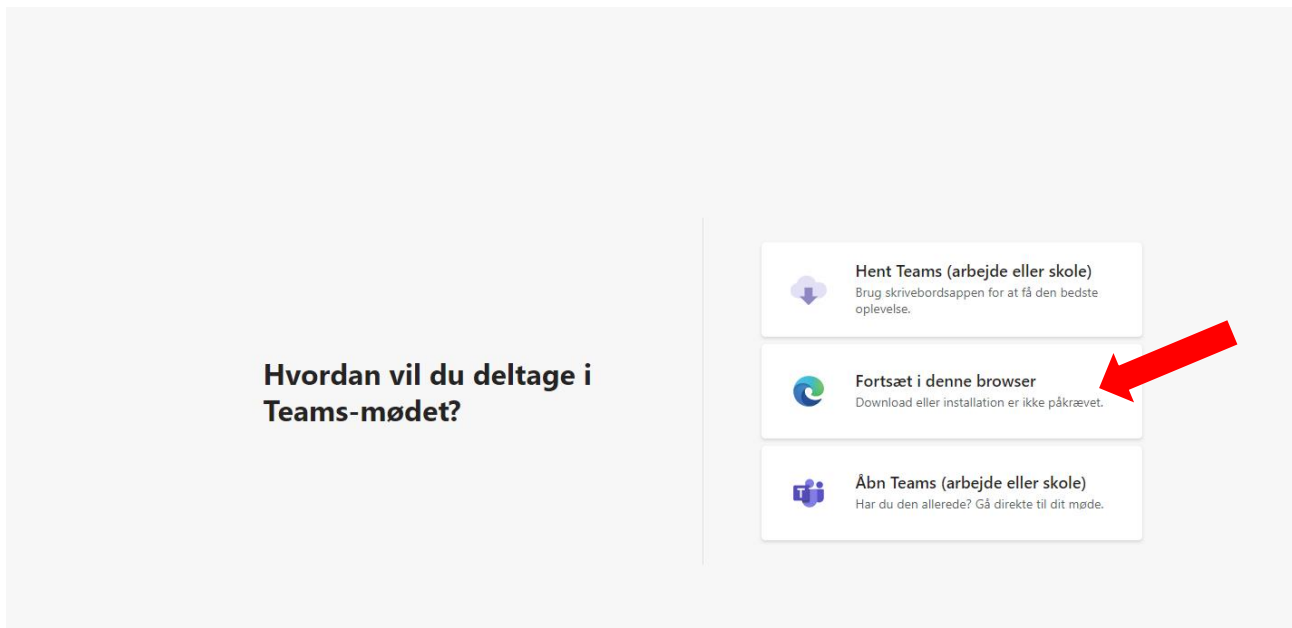 Hvordan vil du deltage i
Teams-mødet?
Hent Teams (arbejde eller skole)
Brug skrivebordsappen for at få den bedste
oplevelse.
Fortsæt i denne browser
Download eller installation er ikke påkrævet.
Åbn Teams (arbejde eller skole)
Har du den allerede? Gå direkte til dit møde.